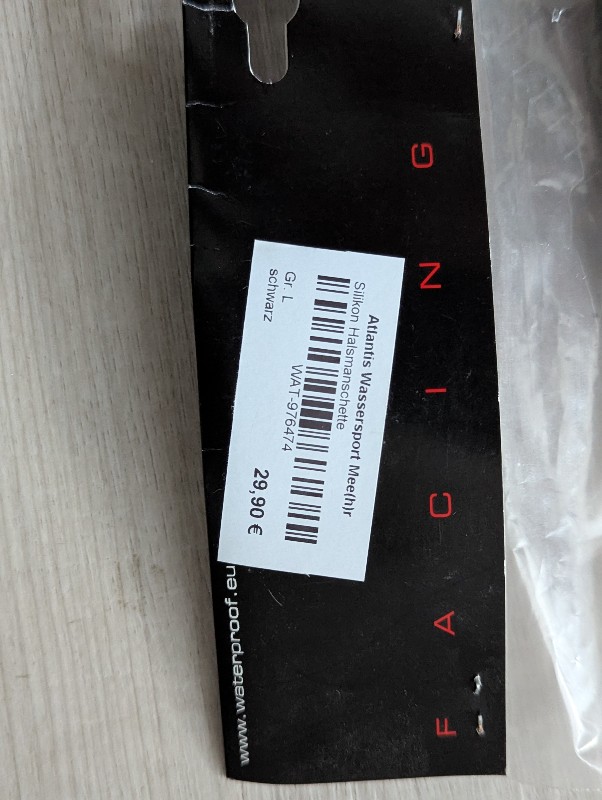 Atlantis Wassersport Mee(h)r
Silikon Halsmanschette
WAT-976474
Gr. L
schwarz
29,90 €
FACING
www.waterproof.eu